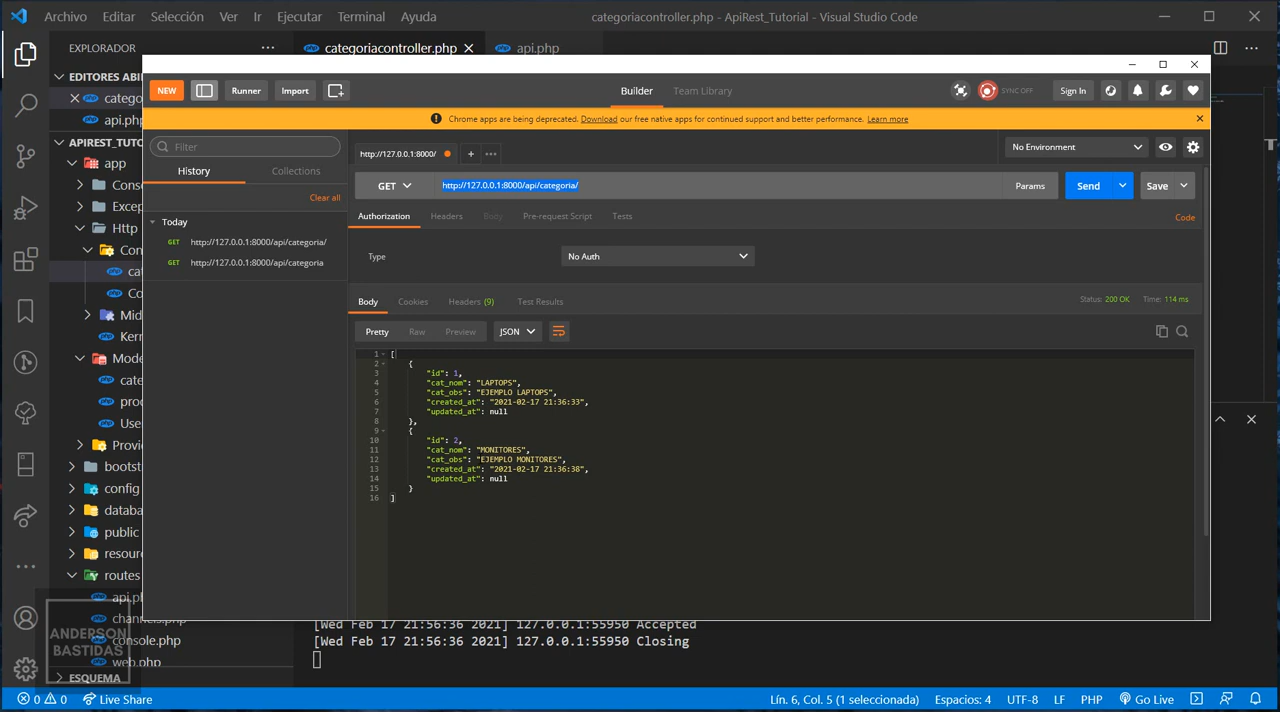 Archivo Editar Selección Ver Ir Ejecutar Terminal Ayuda
categoriacontroller.php - ApiRest_Tutorial - Visual Studio Code
EXPLORADOR
categoriacontroller.php
api.php
EDITORES ABI
catego
api.php
APIREST_TUTO
app
Conso
Excep
Http
Con
cat
Co
Mid
Kern
Mode
cate
pro
Use
Provid
bootst
config
databa
public
resour
routes
api.p
channels.php
console.php
web.php
ESQUEMA
NEW
Runner
Import
Builder
Team Library
SYNC OFF
Sign In
Chrome apps are being deprecated. Download our free native apps for continued support and better performance. Learn more
Filter
History
Collections
Clear all
Today
GET http://127.0.0.1:8000/api/categoria/
GET http://127.0.0.1:8000/api/categoria
http://127.0.0.1:8000/
No Environment
GET
http://127.0.0.1:8000/api/categoria/
Params
Send
Save
Authorization
Headers
Body
Pre-request Script
Tests
Code
Type
No Auth
Body
Cookies
Headers (9)
Test Results
Status: 200 OK
Time: 114 ms
Pretty
Raw
Preview
JSON
1 [
2 {
3 "id": 1,
4 "cat_nom": "LAPTOPS",
5 "cat_obs": "EJEMPLO LAPTOPS",
6 "created_at": "2021-02-17 21:36:33",
7 "updated_at": null
8 },
9 {
10 "id": 2,
11 "cat_nom": "MONITORES",
12 "cat_obs": "EJEMPLO MONITORES",
13 "created_at": "2021-02-17 21:36:38",
14 "updated_at": null
15 }
16 ]
[Wed Feb 17 21:56:36 2021] 127.0.0.1:55950 Accepted
[Wed Feb 17 21:56:36 2021] 127.0.0.1:55950 Closing
ANDERSON
BASTIDAS
0 0 Live Share
Lín. 6, Col. 5 (1 seleccionada)
Espacios: 4
UTF-8
LF
PHP
Go Live